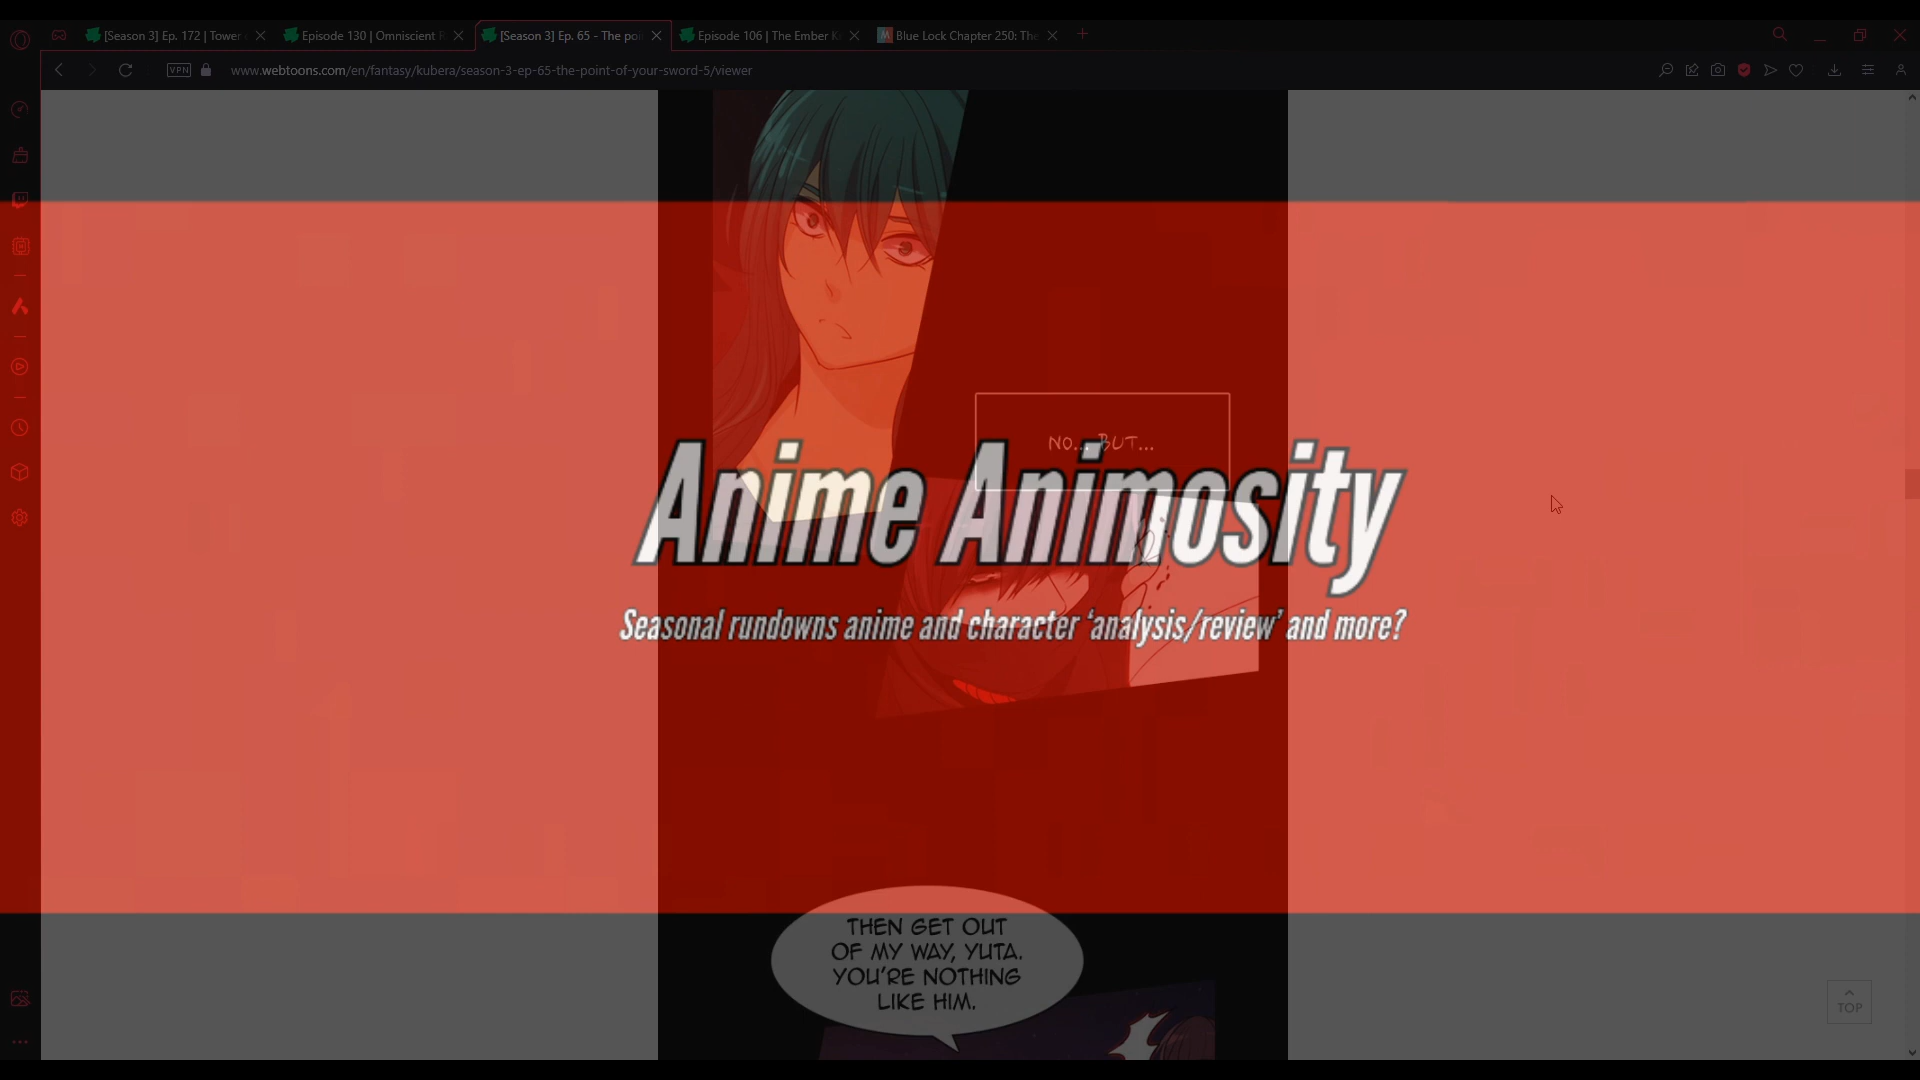 [Season 3] Ep. 172 | Tower
Episode 130 | Omniscient R
[Season 3] Ep. 65 - The poi
Episode 106 | The Ember K
M Blue Lock Chapter 250: The
VPN
www.webtoons.com/en/fantasy/kubera/season-3-ep-65-the-point-of-your-sword-5/viewer
NO... BUT...
Anime Animosity
Seasonal rundowns anime and character 'analysis/review' and more?
THEN GET OUT
OF MY WAY, YUTA.
YOU'RE NOTHING
LIKE HIM.
TOP